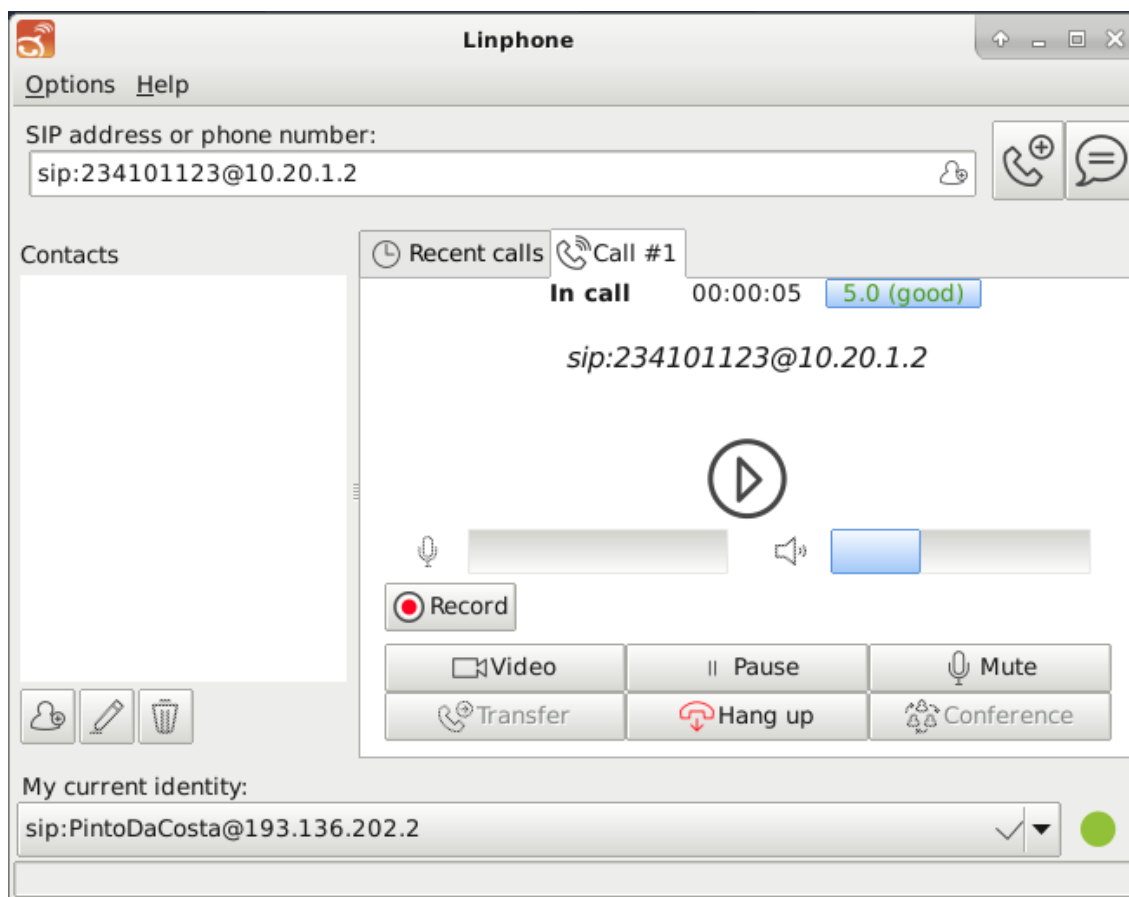 Linphone
Options Help
SIP address or phone number:
sip:234101123@10.20.1.2
Contacts
Recent calls Call #1
In call 00:00:05 5.0 (good)
sip:234101123@10.20.1.2
Record
Video Pause Mute
Transfer Hang up Conference
My current identity:
sip:PintoDaCosta@193.136.202.2